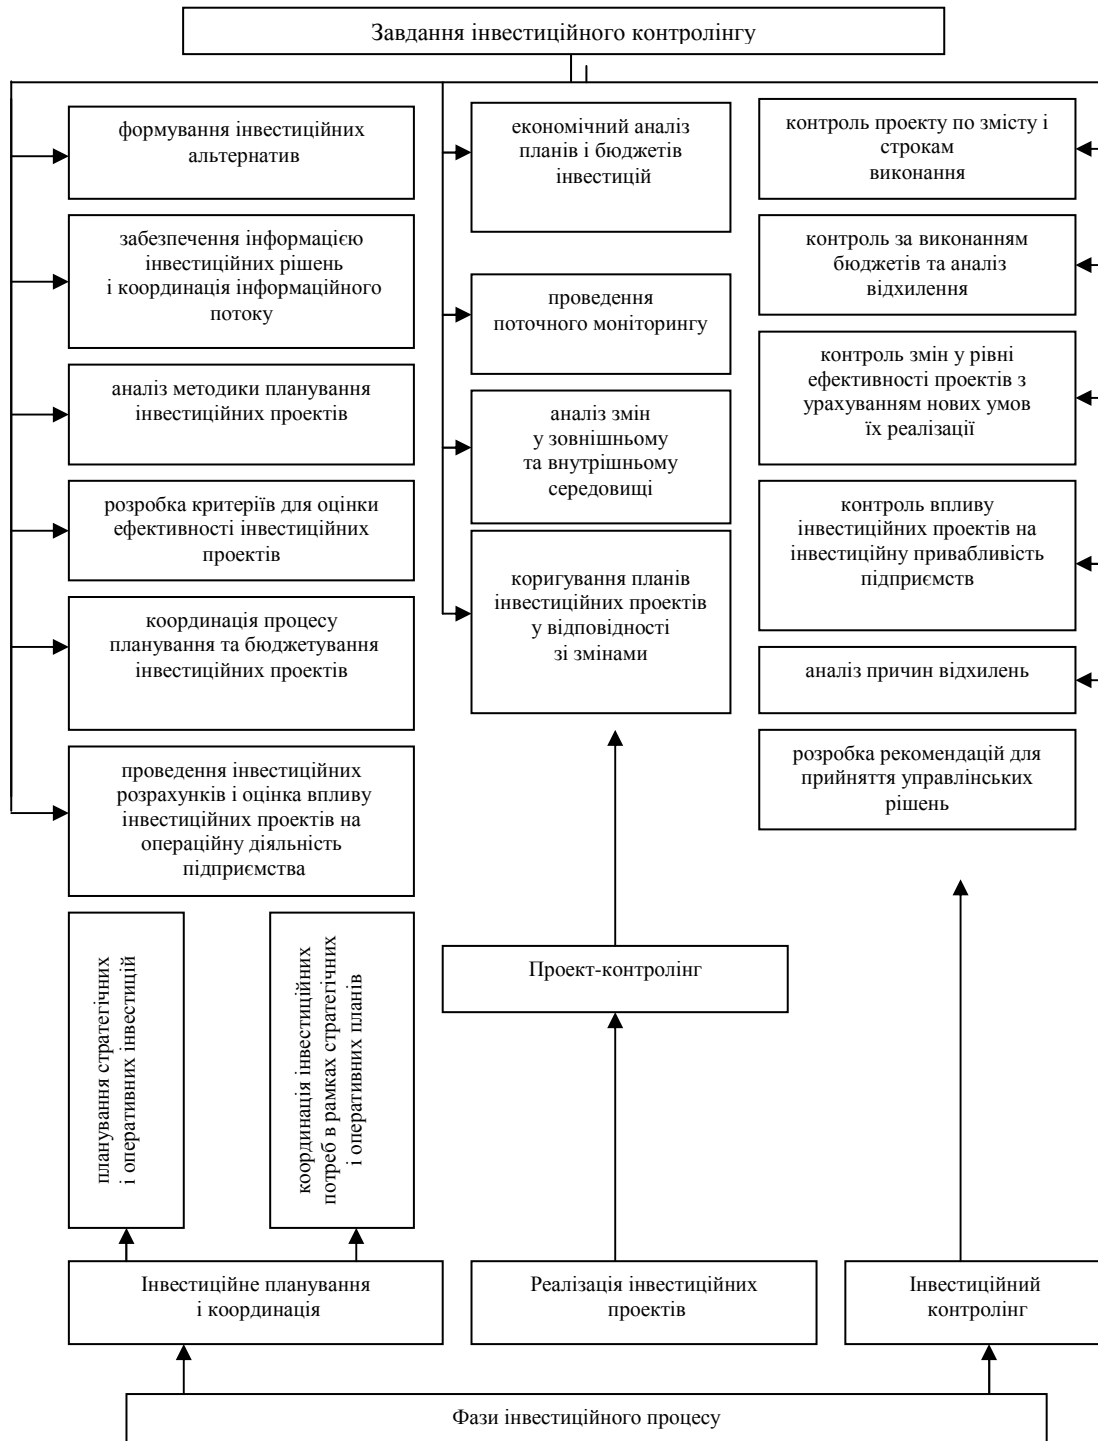 Завдання інвестиційного контролінгу
формування інвестиційних
альтернатив
забезпечення інформацією
інвестиційних рішень
і координація інформаційного
потоку
аналіз методики планування
інвестиційних проектів
розробка критеріїв для оцінки
ефективності інвестиційних
проектів
координація процесу
планування та бюджетування
інвестиційних проектів
проведення інвестиційних
розрахунків і оцінка впливу
інвестиційних проектів на
операційну діяльність
підприємства
економічний аналіз
планів і бюджетів
інвестицій
проведення
поточного моніторингу
аналіз змін
у зовнішньому
та внутрішньому
середовищі
коригування планів
інвестиційних проектів
у відповідності
зі змінами
контроль проекту по змісту і
строкам
виконання
контроль за виконанням
бюджетів та аналіз
відхилення
контроль змін у рівні
ефективності проектів з
урахуванням нових умов
їх реалізації
контроль впливу
інвестиційних проектів на
інвестиційну привабливість
підприємств
аналіз причин відхилень
розробка рекомендацій для
прийняття управлінських
рішень
планування стратегічних
і оперативних інвестицій
координація інвестиційних
потреб в рамках стратегічних
і оперативних планів
Проект-контролінг
Інвестиційне планування
і координація
Реалізація інвестиційних
проектів
Інвестиційний
контролінг
Фази інвестиційного процесу